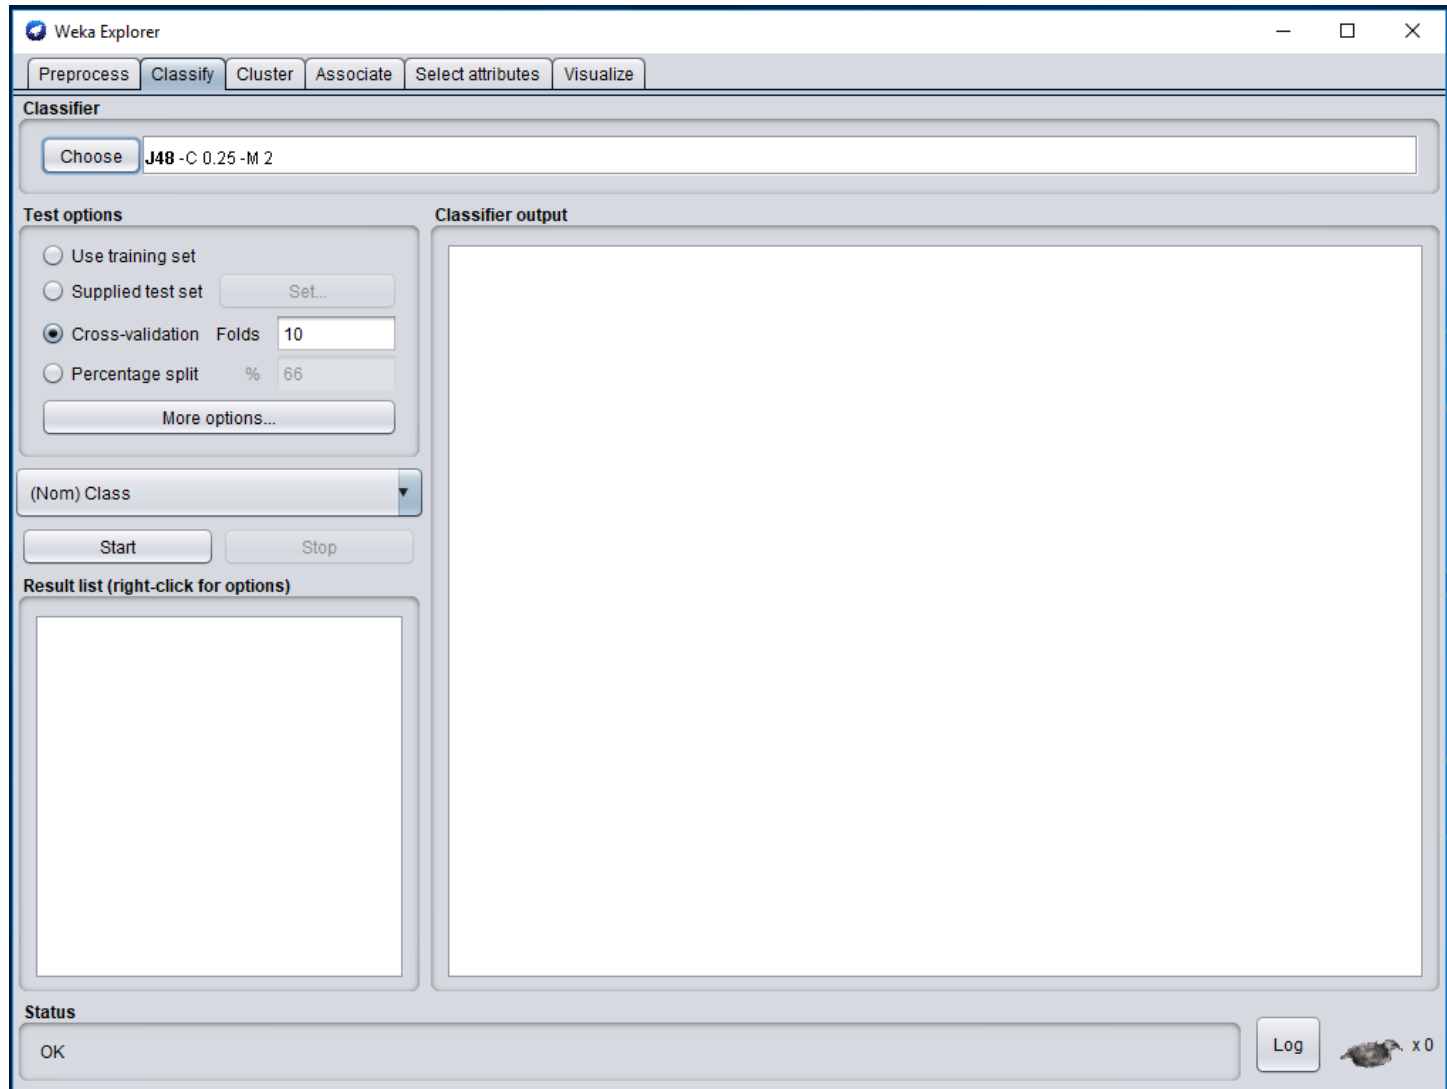 Weka Explorer
Preprocess Classify Cluster Associate Select attributes Visualize
Classifier
Choose J48 -C 0.25 -M 2
Test options
Use training set
Supplied test set Set...
Cross-validation Folds 10
Percentage split % 66
More options...
(Nom) Class
Start Stop
Result list (right-click for options)
Classifier output
Status
OK
Log x 0